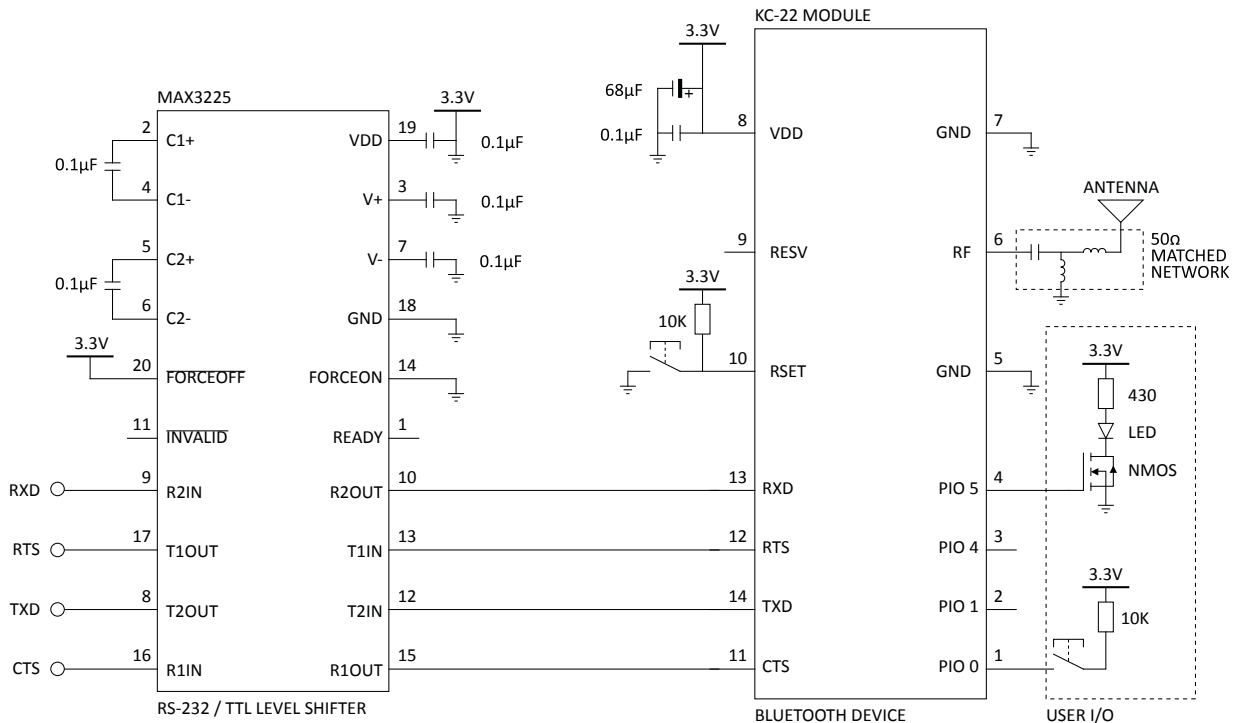 KC-22 MODULE
3.3V
68µF
+
0.1µF
8
VDD
GND
7
MAX3225
3.3V
2
C1+
VDD
19
0.1µF
0.1µF
4
C1-
V+
3
0.1µF
5
C2+
V-
7
0.1µF
0.1µF
6
C2-
GND
18
3.3V
20
FORCEOFF
FORCEON
14
11
INVALID
READY
1
RXD
9
R2IN
R2OUT
10
RTS
17
T1OUT
T1IN
13
TXD
8
T2OUT
T2IN
12
CTS
16
R1IN
R1OUT
15
RS-232 / TTL LEVEL SHIFTER
9
RESV
RF
6
ANTENNA
50Ω
MATCHED
NETWORK
3.3V
10K
10
RSET
GND
5
3.3V
430
LED
NMOS
13
RXD
PIO 5
4
12
RTS
PIO 4
3
14
TXD
PIO 1
2
3.3V
10K
11
CTS
PIO 0
1
BLUETOOTH DEVICE
USER I/O